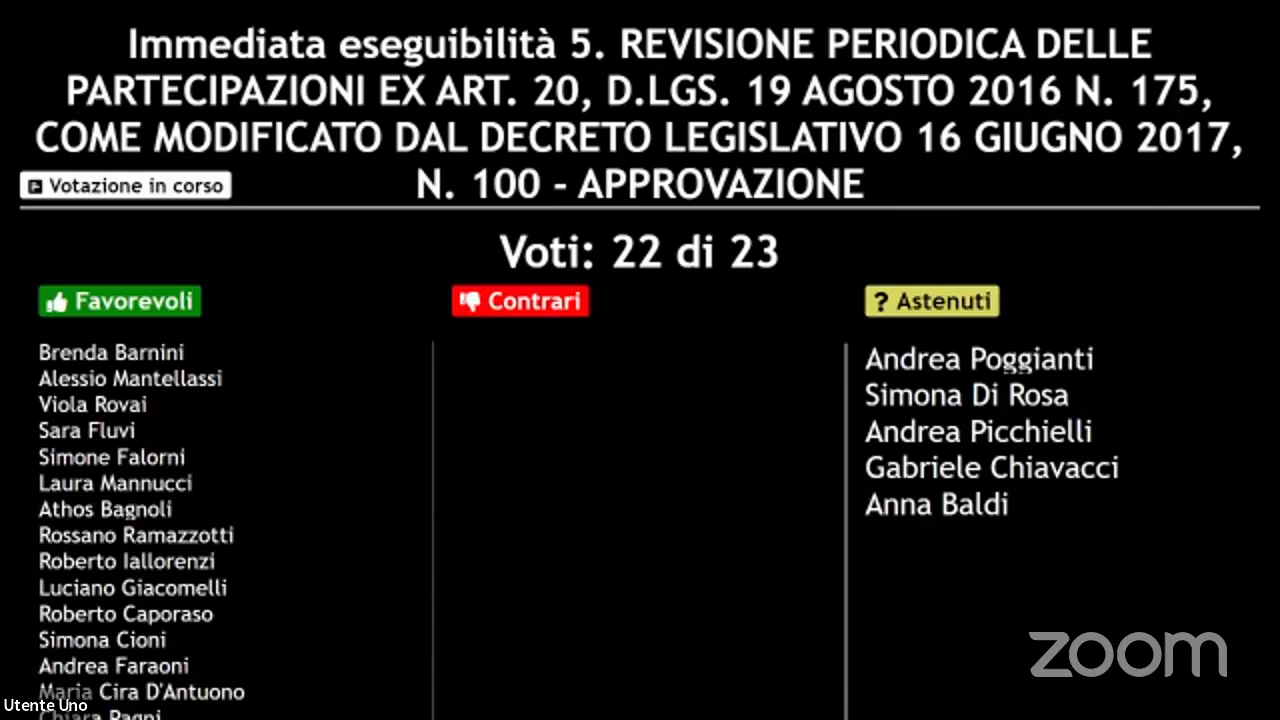 Immediata eseguibilità 5. REVISIONE PERIODICA DELLE
PARTECIPAZIONI EX ART. 20, D.LGS. 19 AGOSTO 2016 N. 175,
COME MODIFICATO DAL DECRETO LEGISLATIVO 16 GIUGNO 2017,
N. 100 - APPROVAZIONE
Votazione in corso
Voti: 22 di 23
Favorevoli
Brenda Barnini
Alessio Mantellassi
Viola Rovai
Sara Fluvi
Simone Falorni
Laura Mannucci
Athos Bagnoli
Rossano Ramazzotti
Roberto Iallorenzi
Luciano Giacomelli
Roberto Caporaso
Simona Cioni
Andrea Faraoni
Maria Cira D'Antuono
Chiara Pagni
Contrari
? Astenuti
Andrea Poggianti
Simona Di Rosa
Andrea Picchielli
Gabriele Chiavacci
Anna Baldi
zoom
Utente Uno